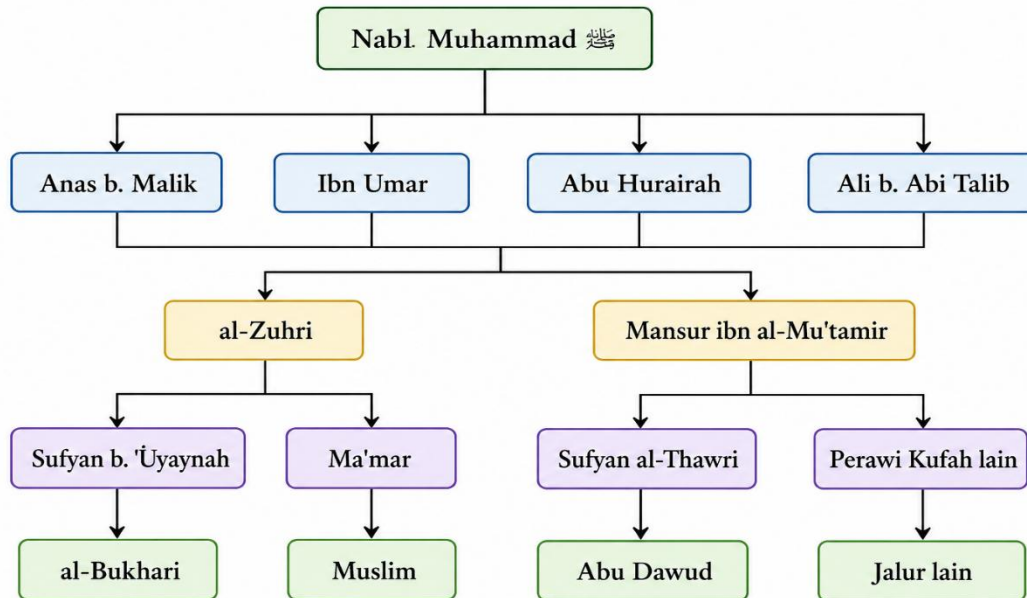 Nabl. Muhammad ﷺ
Anas b. Malik
Ibn Umar
Abu Hurairah
Ali b. Abi Talib
al-Zuhri
Mansur ibn al-Mu'tamir
Sufyan b. 'U̇yaynah
Ma'mar
Sufyan al-Thawri
Perawi Kufah lain
al-Bukhari
Muslim
Abu Dawud
Jalur lain